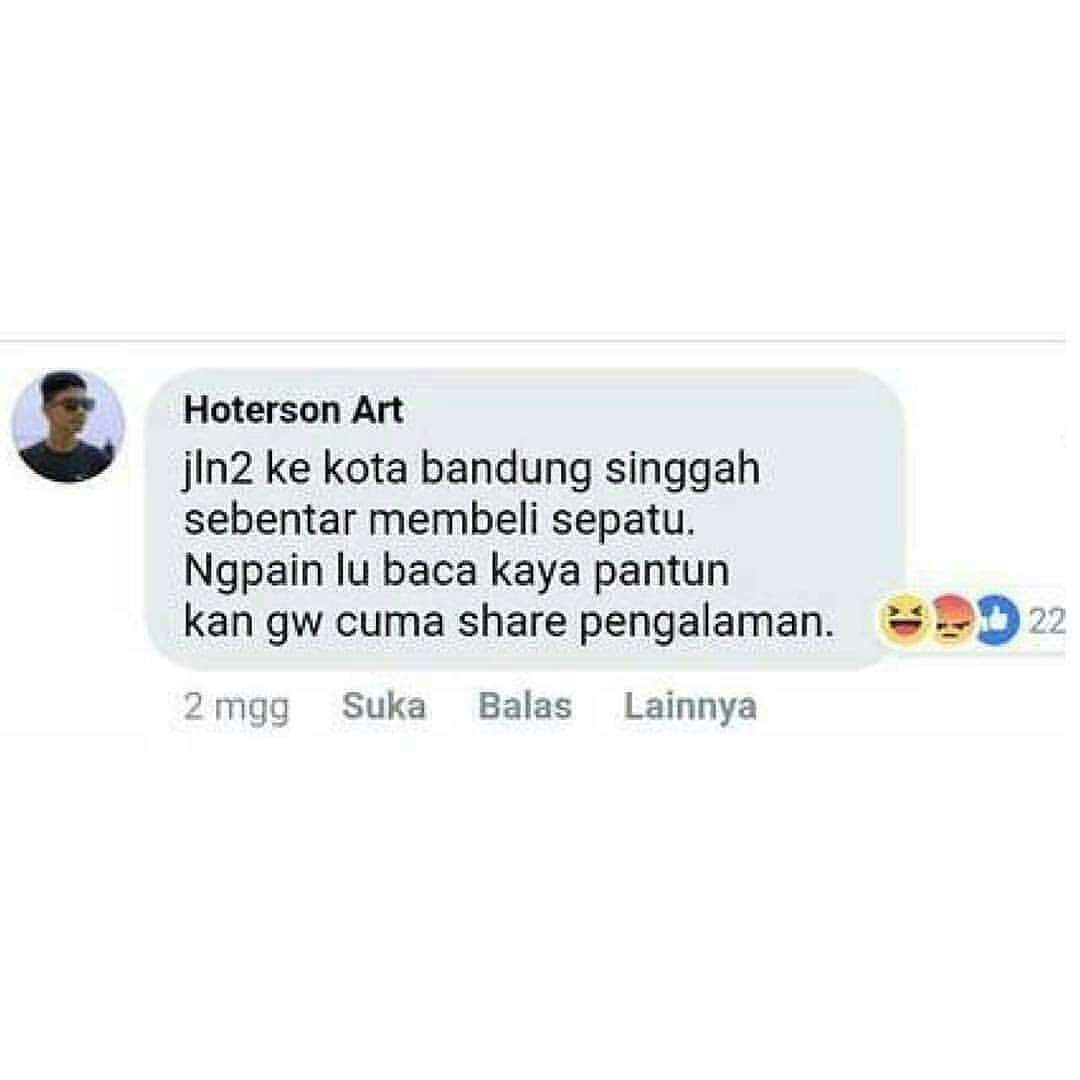 Hoterson Art
jln2 ke kota bandung singgah
sebentar membeli sepatu.
Ngpain lu baca kaya pantun
kan gw cuma share pengalaman.
22
2 mgg Suka Balas Lainnya